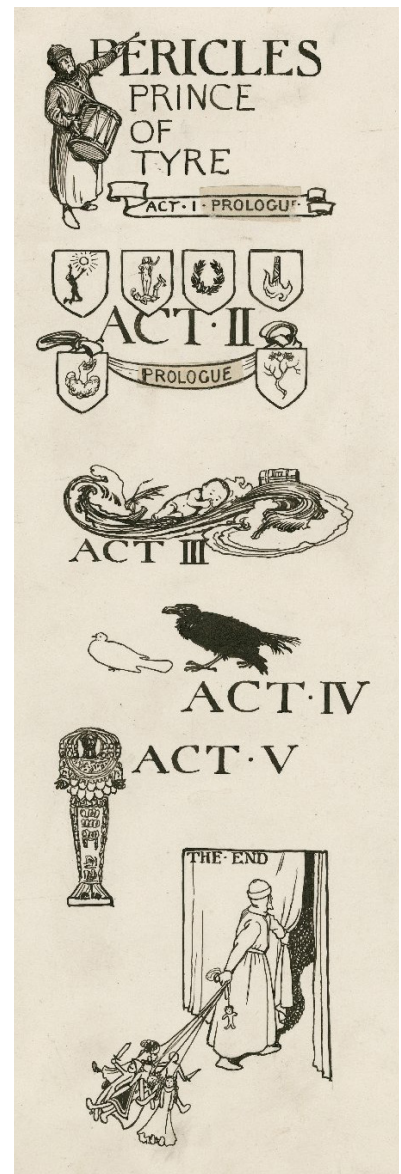 PERICLES
PRINCE
OF
TYRE
ACT · I · PROLOGUE
ACT · II
PROLOGUE
ACT III
ACT · IV
ACT · V
THE · END